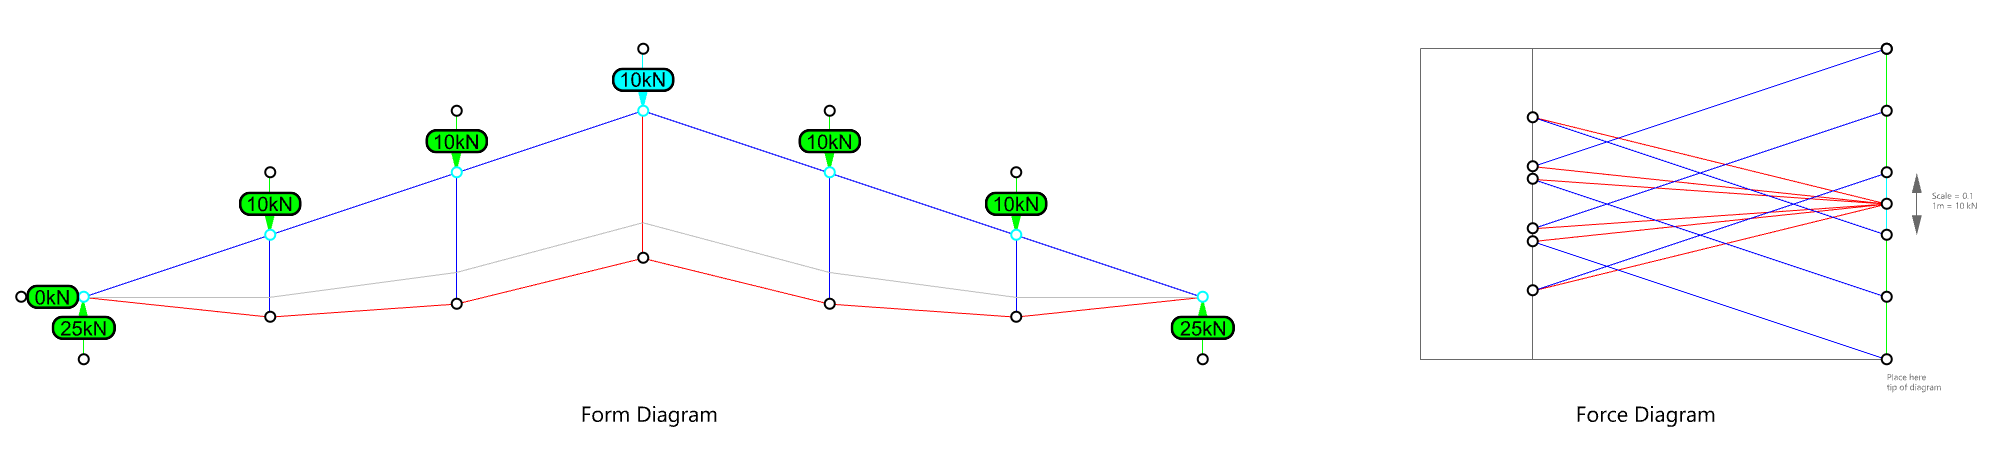 10kN
10kN
10kN
10kN
10kN
0kN
25kN
25kN
Form Diagram
Scale = 0.1
1m = 10 kN
Place here
tip of diagram
Force Diagram